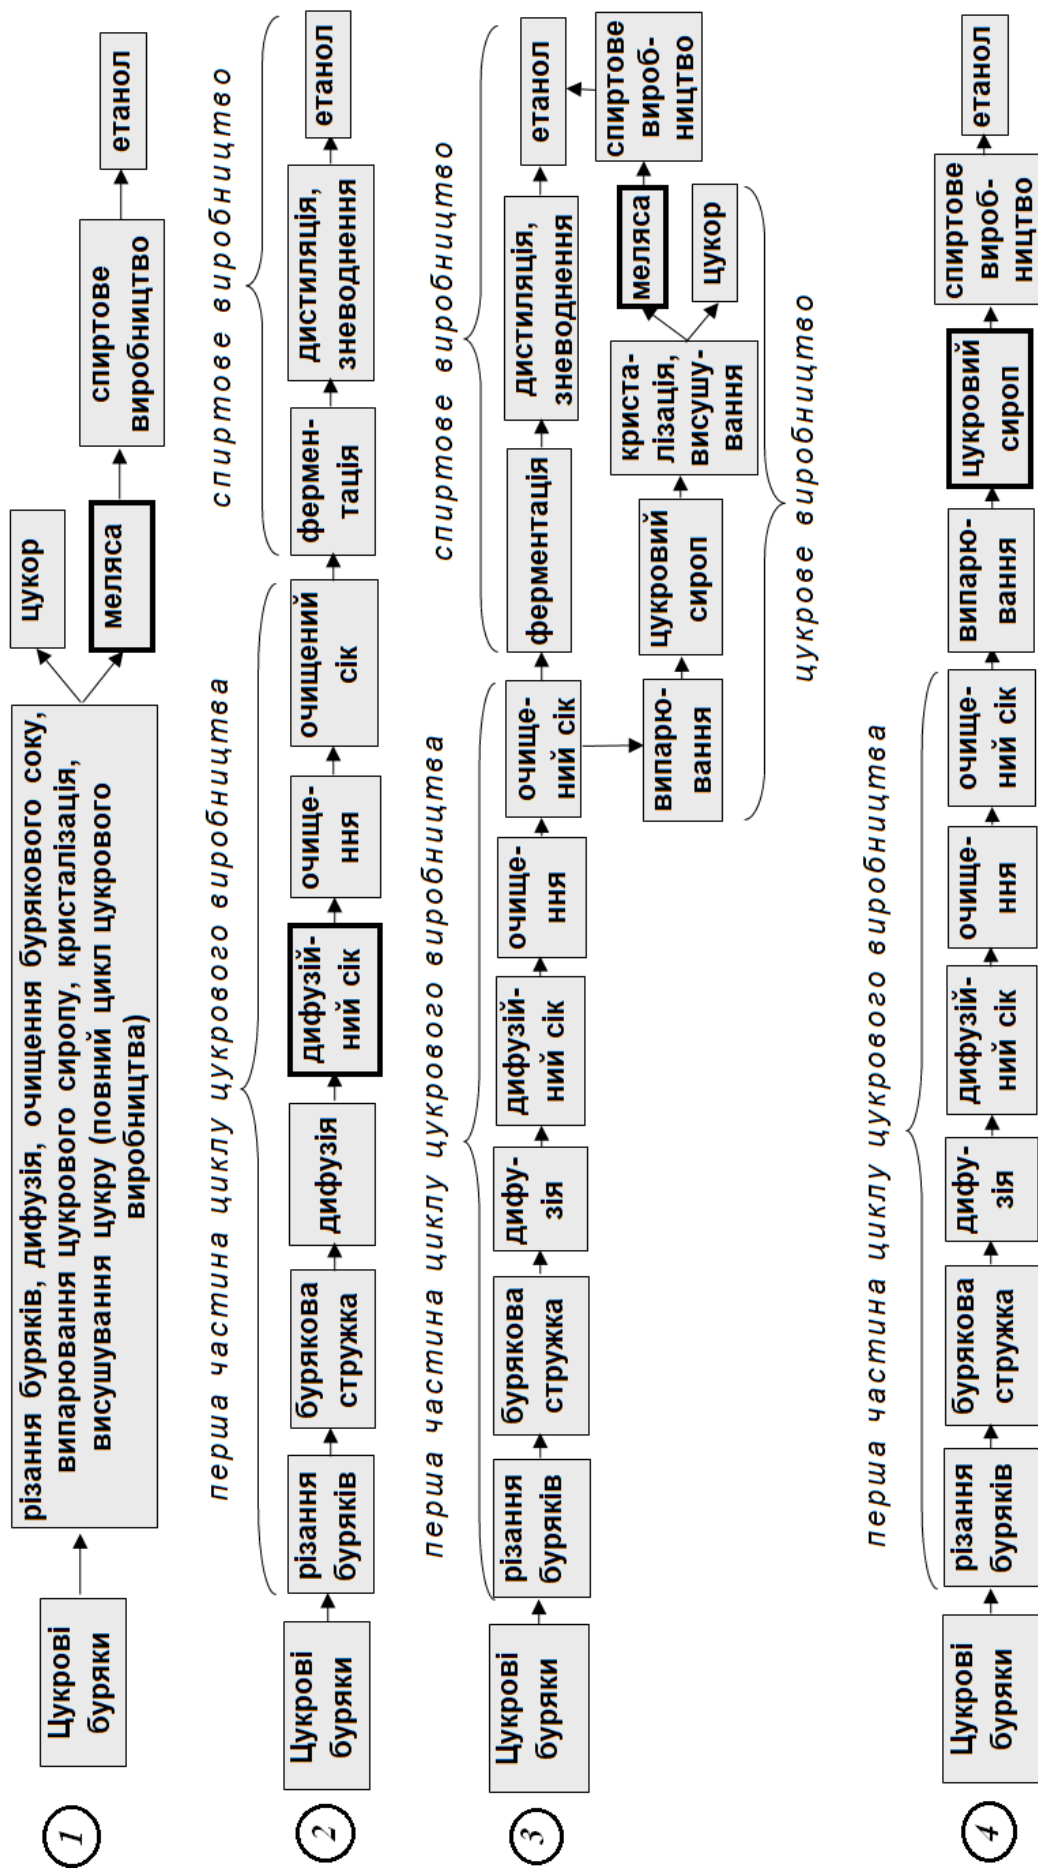 1
Цукрові
буряки
різання буряків, дифузія, очищення бурякового соку,
випарювання цукрового сиропу, кристалізація,
висушування цукру (повний цикл цукрового
виробництва)
цукор
меляса
спиртове
виробництво
етанол
перша частина циклу цукрового виробництва
спиртове виробництво
2
Цукрові
буряки
різання
буряків
бурякова
стружка
дифузія
дифузій-
ний сік
очище-
ння
очищений
сік
фермен-
тація
дистиляція,
зневоднення
етанол
перша частина циклу цукрового виробництва
спиртове виробництво
3
Цукрові
буряки
різання
буряків
бурякова
стружка
дифу-
зія
дифузій-
ний сік
очище-
ння
очище-
ний сік
ферментація
дистиляція,
зневоднення
етанол
випарю-
вання
цукровий
сироп
криста-
лізація,
висушу-
вання
меляса
цукор
спиртове
вироб-
ництво
цукрове виробництво
перша частина циклу цукрового виробництва
4
Цукрові
буряки
різання
буряків
бурякова
стружка
дифу-
зія
дифузій-
ний сік
очище-
ння
очище-
ний сік
випарю-
вання
цукровий
сироп
спиртове
вироб-
ництво
етанол